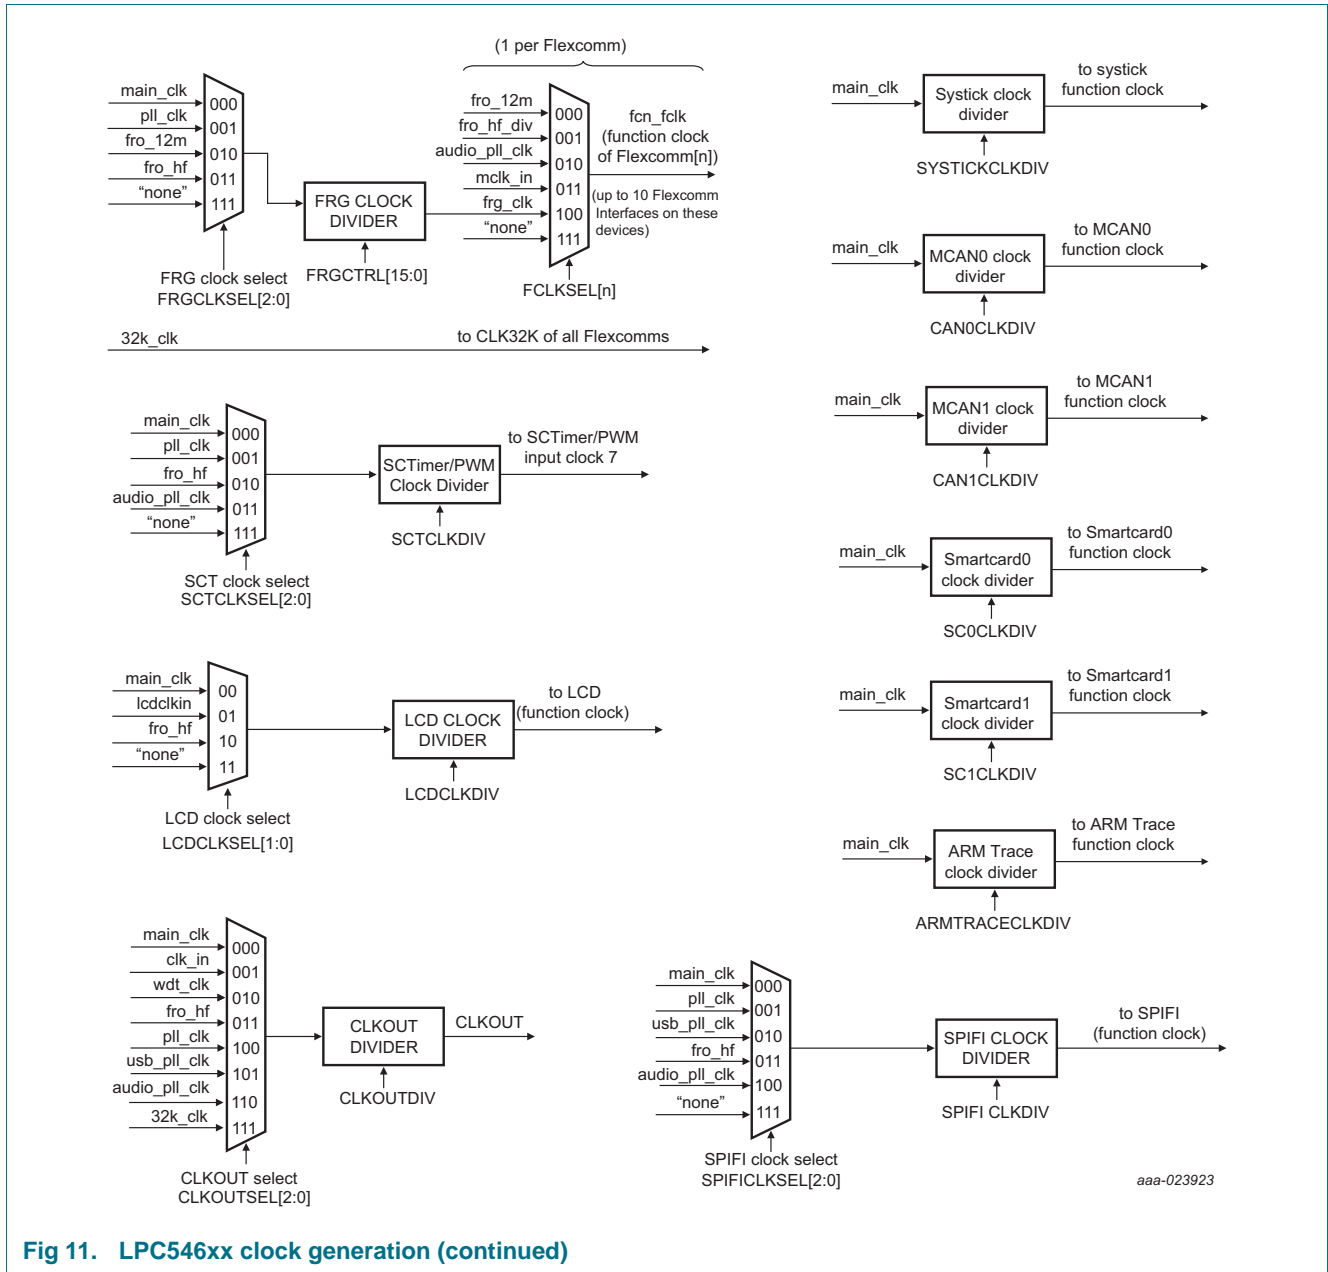 (1 per Flexcomm)
main_clk
000
pll_clk
001
fro_12m
010
fro_hf
011
“none”
111
FRG clock select
FRGCLKSEL[2:0]
FRG CLOCK
DIVIDER
FRGCTRL[15:0]
fro_12m
000
fro_hf_div
001
audio_pll_clk
010
mclk_in
011
frg_clk
100
“none”
111
FCLKSEL[n]
fcn_fclk
(function clock
of Flexcomm[n])
(up to 10 Flexcomm
Interfaces on these
devices)
32k_clk
to CLK32K of all Flexcomms
main_clk
000
pll_clk
001
fro_hf
010
audio_pll_clk
011
“none”
111
SCT clock select
SCTCLKSEL[2:0]
SCTimer/PWM
Clock Divider
SCTCLKDIV
to SCTimer/PWM
input clock 7
main_clk
00
lcdclkin
01
fro_hf
10
“none”
11
LCD clock select
LCDCLKSEL[1:0]
LCD CLOCK
DIVIDER
LCDCLKDIV
to LCD
(function clock)
main_clk
000
clk_in
001
wdt_clk
010
fro_hf
011
pll_clk
100
usb_pll_clk
101
audio_pll_clk
110
32k_clk
111
CLKOUT select
CLKOUTSEL[2:0]
CLKOUT
DIVIDER
CLKOUTDIV
CLKOUT
main_clk
Systick clock
divider
SYSTICKCLKDIV
to systick
function clock
main_clk
MCAN0 clock
divider
CAN0CLKDIV
to MCAN0
function clock
main_clk
MCAN1 clock
divider
CAN1CLKDIV
to MCAN1
function clock
main_clk
Smartcard0
clock divider
SC0CLKDIV
to Smartcard0
function clock
main_clk
Smartcard1
clock divider
SC1CLKDIV
to Smartcard1
function clock
main_clk
ARM Trace
clock divider
ARMTRACECLKDIV
to ARM Trace
function clock
main_clk
000
pll_clk
001
usb_pll_clk
010
fro_hf
011
audio_pll_clk
100
“none”
111
SPIFI clock select
SPIFICLKSEL[2:0]
SPIFI CLOCK
DIVIDER
SPIFI CLKDIV
to SPIFI
(function clock)
aaa-023923
Fig 11. LPC546xx clock generation (continued)